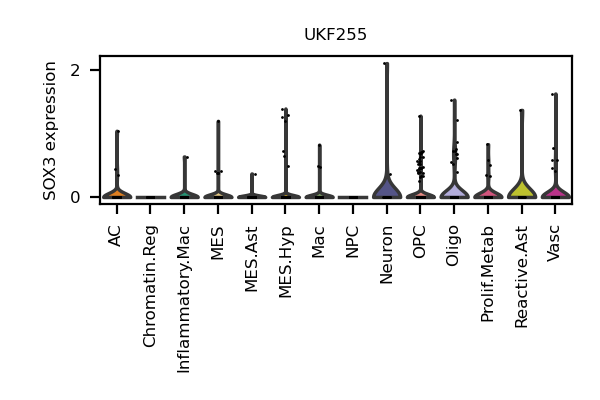 UKF255
SOX3 expression
2
0
AC
Chromatin.Reg
Inflammatory.Mac
MES
MES.Ast
MES.Hyp
Mac
NPC
Neuron
OPC
Oligo
Prolif.Metab
Reactive.Ast
Vasc